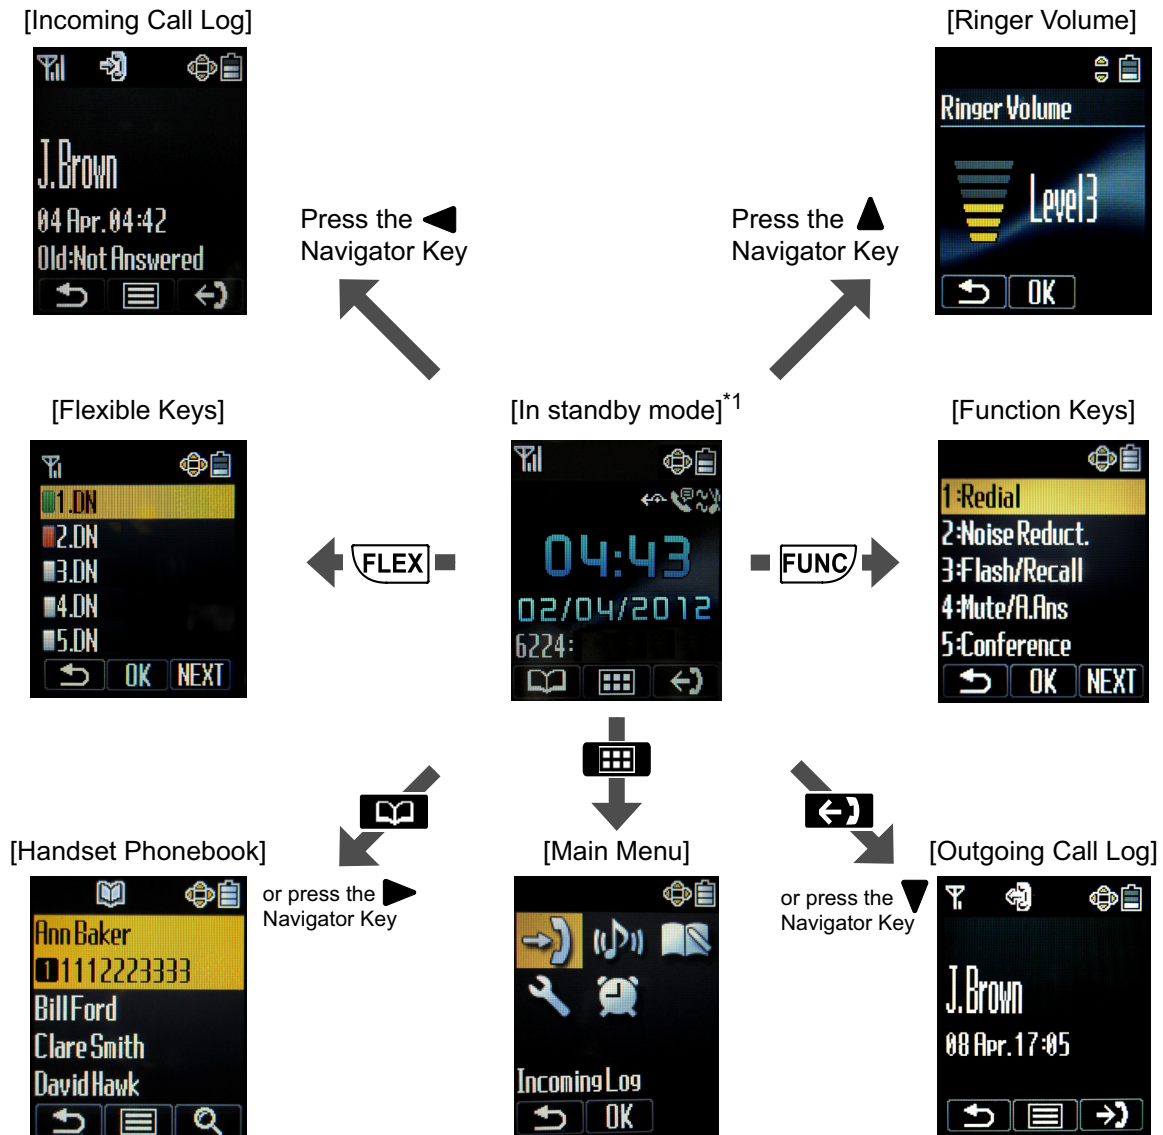 [Incoming Call Log]
J.Brown
04 Apr. 04:42
Old:Not Answered
Press the
Navigator Key
[Ringer Volume]
Ringer Volume
Level3
OK
Press the
Navigator Key
[Flexible Keys]
1.DN
2.DN
3.DN
4.DN
5.DN
OK NEXT
FLEX
[In standby mode]*1
04:43
02/04/2012
6224:
FUNC
[Function Keys]
1:Redial
2:Noise Reduct.
3:Flash/Recall
4:Mute/A.Ans
5:Conference
OK NEXT
[Handset Phonebook]
Ann Baker
1 1112223333
Bill Ford
Clare Smith
David Hawk
or press the
Navigator Key
[Main Menu]
Incoming Log
OK
or press the
Navigator Key
[Outgoing Call Log]
J.Brown
08 Apr. 17:05